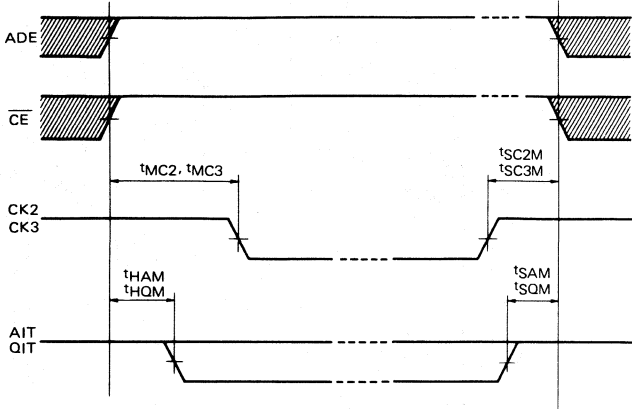 ADE
CE
tMC2, tMC3
tSC2M
tSC3M
CK2
CK3
tHAM
tHQM
tSAM
tSQM
AIT
QIT